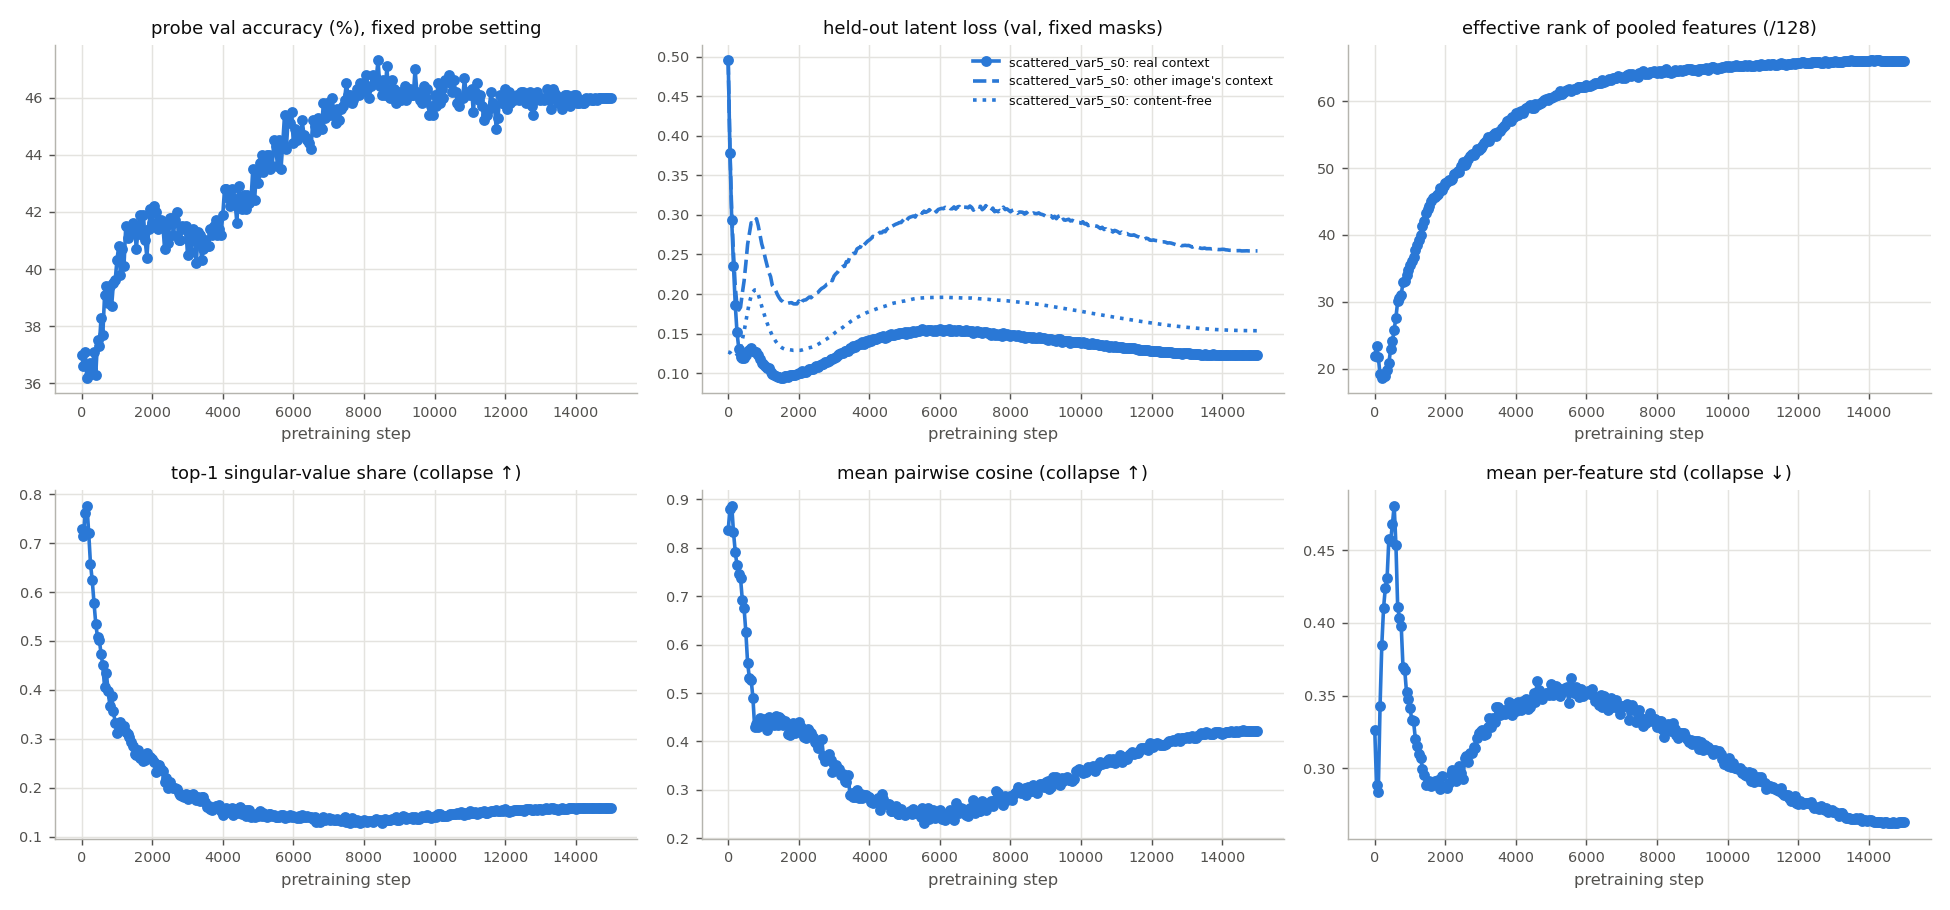 probe val accuracy (%), fixed probe setting
46
44
42
40
38
36
0 2000 4000 6000 8000 10000 12000 14000
pretraining step
held-out latent loss (val, fixed masks)
scattered_var5_s0: real context
scattered_var5_s0: other image's context
scattered_var5_s0: content-free
0.50
0.45
0.40
0.35
0.30
0.25
0.20
0.15
0.10
0 2000 4000 6000 8000 10000 12000 14000
pretraining step
effective rank of pooled features (/128)
60
50
40
30
20
0 2000 4000 6000 8000 10000 12000 14000
pretraining step
top-1 singular-value share (collapse ↑)
0.8
0.7
0.6
0.5
0.4
0.3
0.2
0.1
0 2000 4000 6000 8000 10000 12000 14000
pretraining step
mean pairwise cosine (collapse ↑)
0.9
0.8
0.7
0.6
0.5
0.4
0.3
0.2
0 2000 4000 6000 8000 10000 12000 14000
pretraining step
mean per-feature std (collapse ↓)
0.45
0.40
0.35
0.30
0 2000 4000 6000 8000 10000 12000 14000
pretraining step